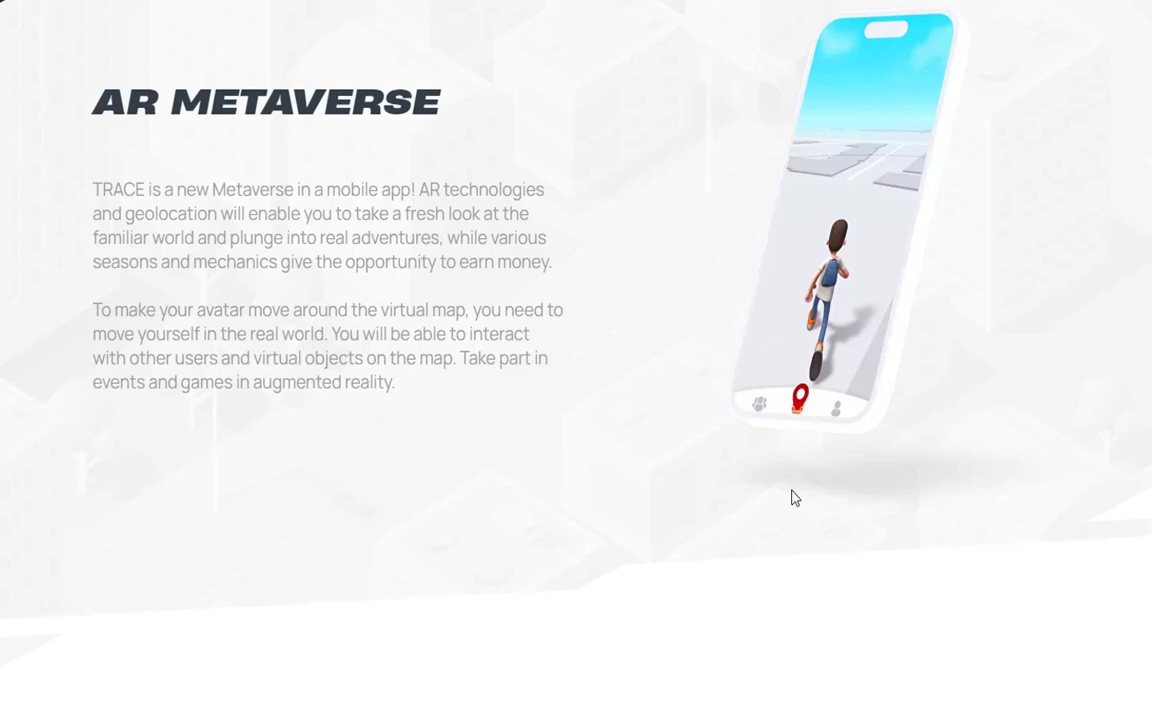 AR METAVERSE
TRACE is a new Metaverse in a mobile app! AR technologies
and geolocation will enable you to take a fresh look at the
familiar world and plunge into real adventures, while various
seasons and mechanics give the opportunity to earn money.
To make your avatar move around the virtual map, you need to
move yourself in the real world. You will be able to interact
with other users and virtual objects on the map. Take part in
events and games in augmented reality.